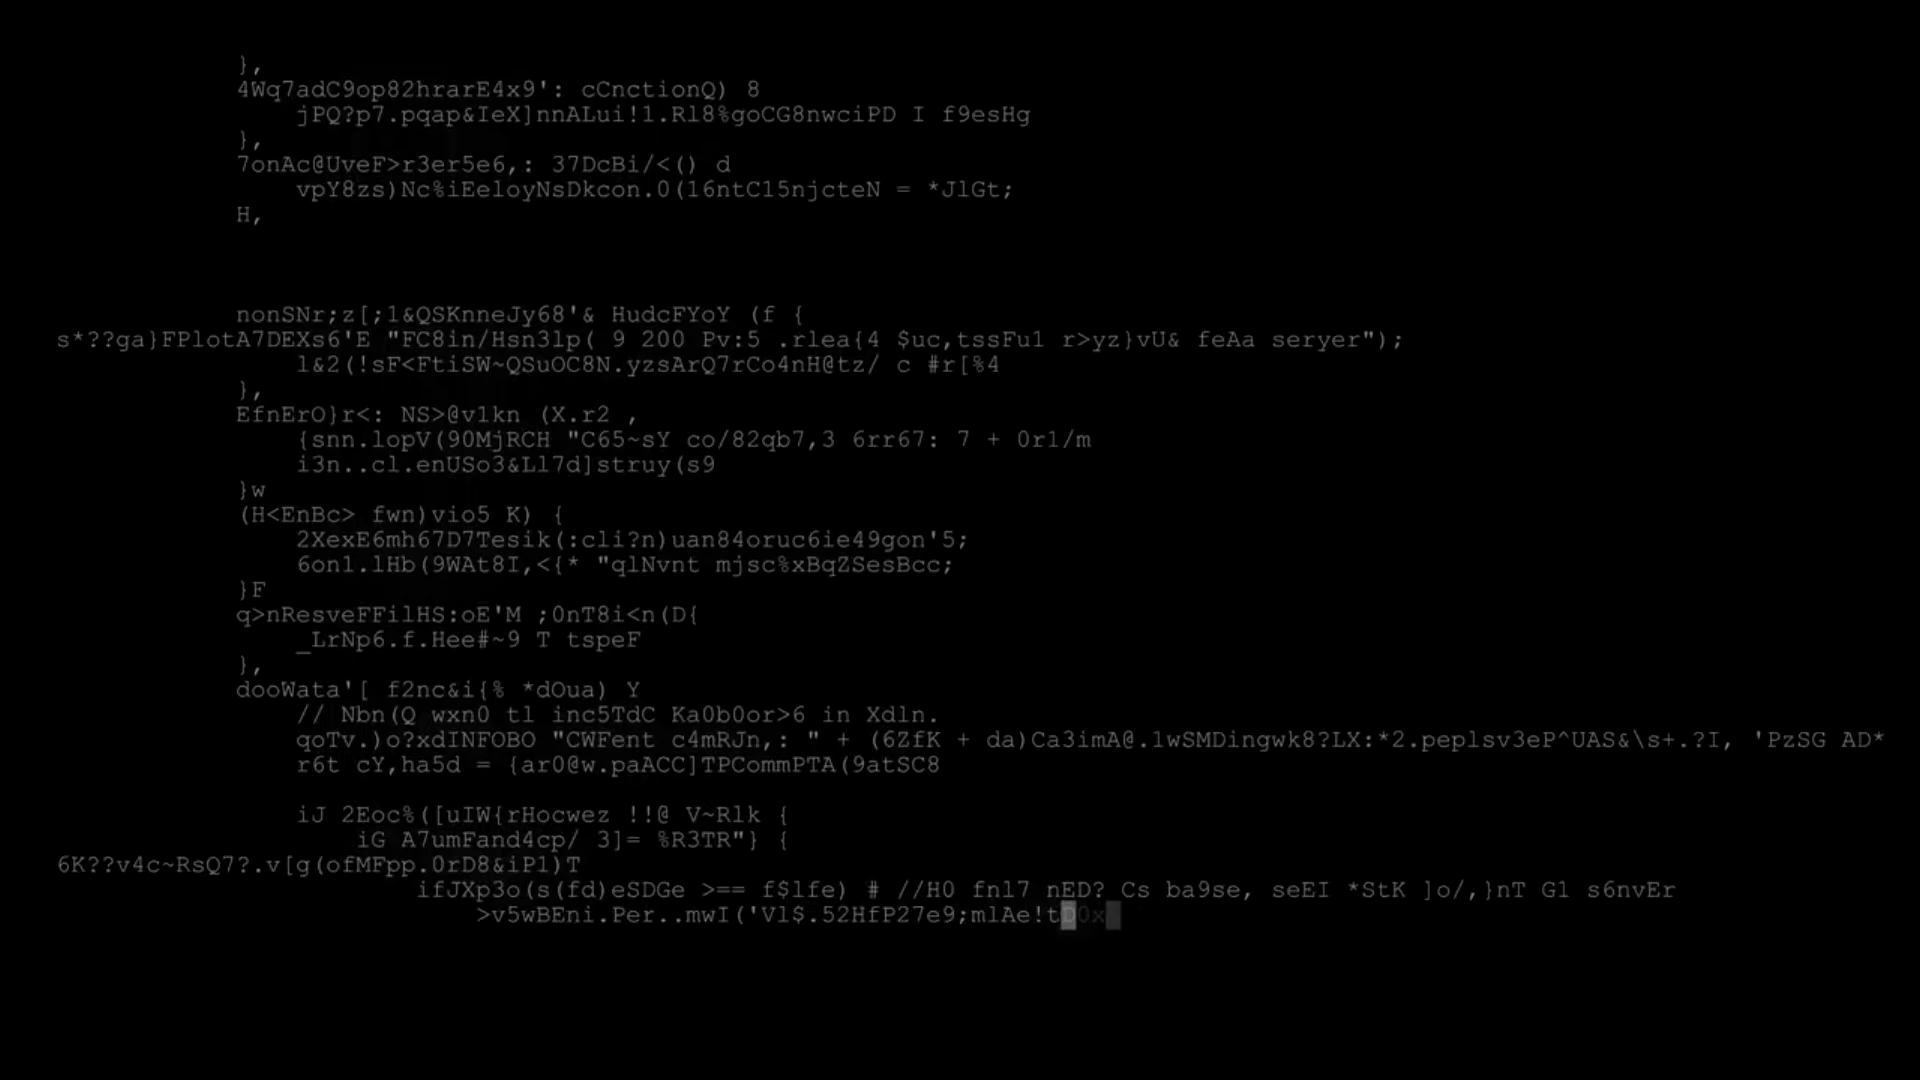 },
4Wq7adC9op82hrarE4x9': cCnctionQ) 8
jPQ?p7.pqap&IeX]nnALui!1.Rl8%goCG8nwciPD I f9esHg
},
7onAc@UveF>r3er5e6,: 37DcBi/<() d
vpY8zs)Nc%iEeloyNsDkcon.0(16ntC15njcteN = *JlGt;
H,
nonSNr;z[;1&QSKnneJy68'& HudcFYoY (f {
s*??ga}FPlotA7DEXs6'E "FC8in/Hsn3lp( 9 200 Pv:5 .rlea{4 $uc,tssFu1 r>yz}vU& feAa seryer");
l&2(!sF<FtiSW~QSuOC8N.yzsArQ7rCo4nH@tz/ c #r[%4
},
EfnErO}r<: NS>@v1kn (X.r2 ,
{snn.lopV(90MjRCH "C65~sY co/82qb7,3 6rr67: 7 + 0r1/m
i3n..cl.enUSo3&Ll7d]struy(s9
}w
(H<EnBc> fwn)vio5 K) {
2XexE6mh67D7Tesik(:cli?n)uan84oruc6ie49gon'5;
6on1.lHb(9WAt8I,<{* "qlNvnt mjsc%xBqZSesBcc;
}F
q>nResveFFilHS:oE'M ;0nT8i<n(D{
_LrNp6.f.Hee#~9 T tspeF
},
dooWata'[ f2nc&i{% *dOua) Y
// Nbn(Q wxn0 tl inc5TdC Ka0b0or>6 in Xdln.
qoTv.)o?xdINFOBO "CWFent c4mRJn,: " + (6ZfK + da)Ca3imA@.1wSMDingwk8?LX:*2.peplsv3eP^UAS&\s+.?I, 'PzSG AD*
r6t cY,ha5d = {ar0@w.paACC]TPCommPTA(9atSC8
iJ 2Eoc%([uIW{rHocwez !!@ V~Rlk {
iG A7umFand4cp/ 3]= %R3TR"} {
6K??v4c~RsQ7?.v[g(ofMFpp.0rD8&iP1)T
ifJXp3o(s(fd)eSDGe >== f$lfe) # //H0 fnl7 nED? Cs ba9se, seEI *StK ]o/,}nT G1 s6nvEr
>v5wBEni.Per..mwI('Vl$.52HfP27e9;mlAe!tD0x